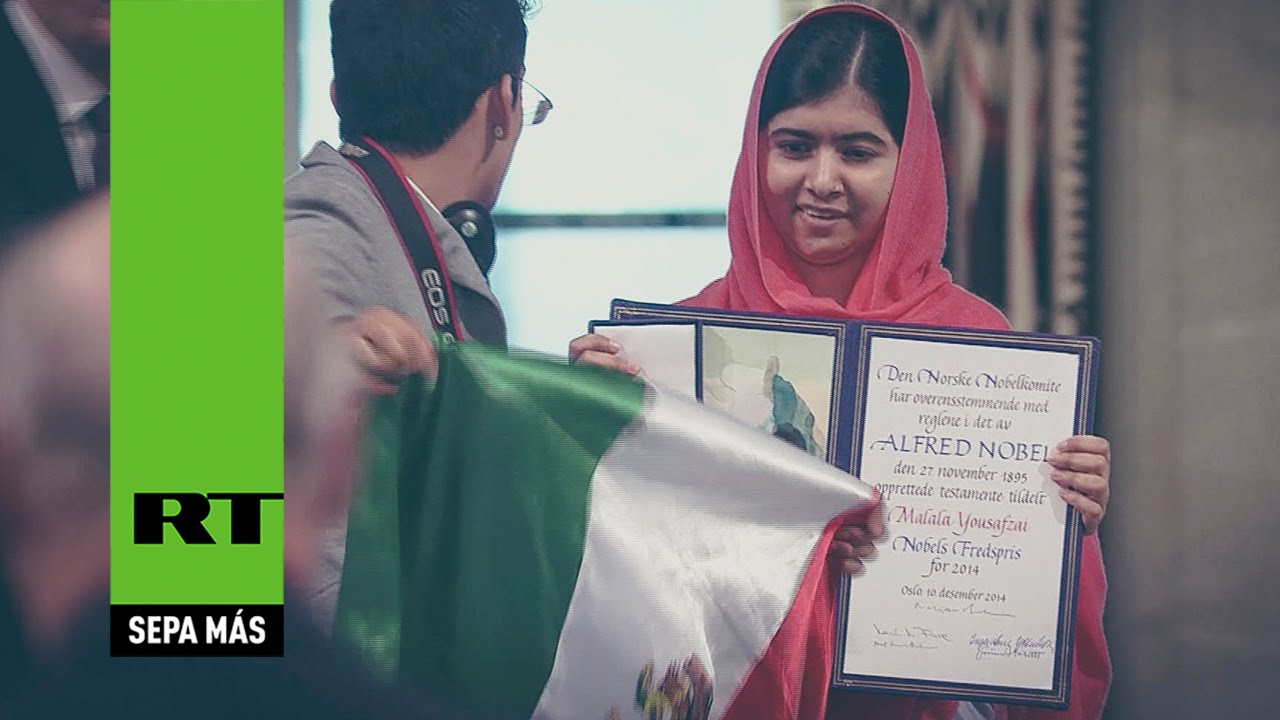 EOS
Den Norske Nobelkomite
har overensstemmende med
reglene i det av
ALFRED NOBEL
den 27. november 1895
opprettede testamente tildelt
Malala Yousafzai
Nobels Fredspris
for 2014
Oslo, 10. desember 2014
RT
SEPA MÁS